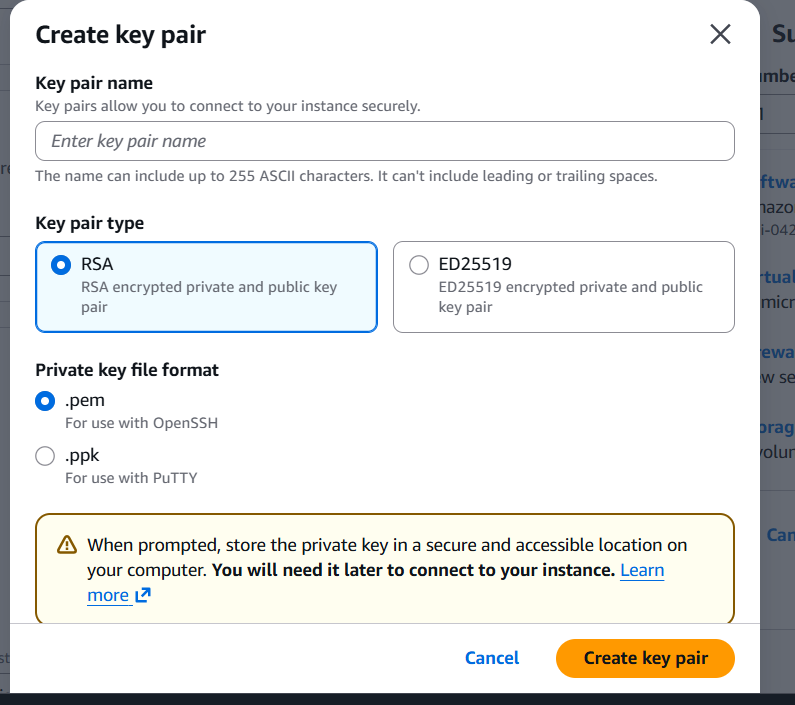 Create key pair
Key pair name
Key pairs allow you to connect to your instance securely.
Enter key pair name
The name can include up to 255 ASCII characters. It can't include leading or trailing spaces.
Key pair type
RSA
RSA encrypted private and public key
pair
ED25519
ED25519 encrypted private and public
key pair
Private key file format
.pem
For use with OpenSSH
.ppk
For use with PuTTY
When prompted, store the private key in a secure and accessible location on
your computer. You will need it later to connect to your instance. Learn
more
Cancel
Create key pair